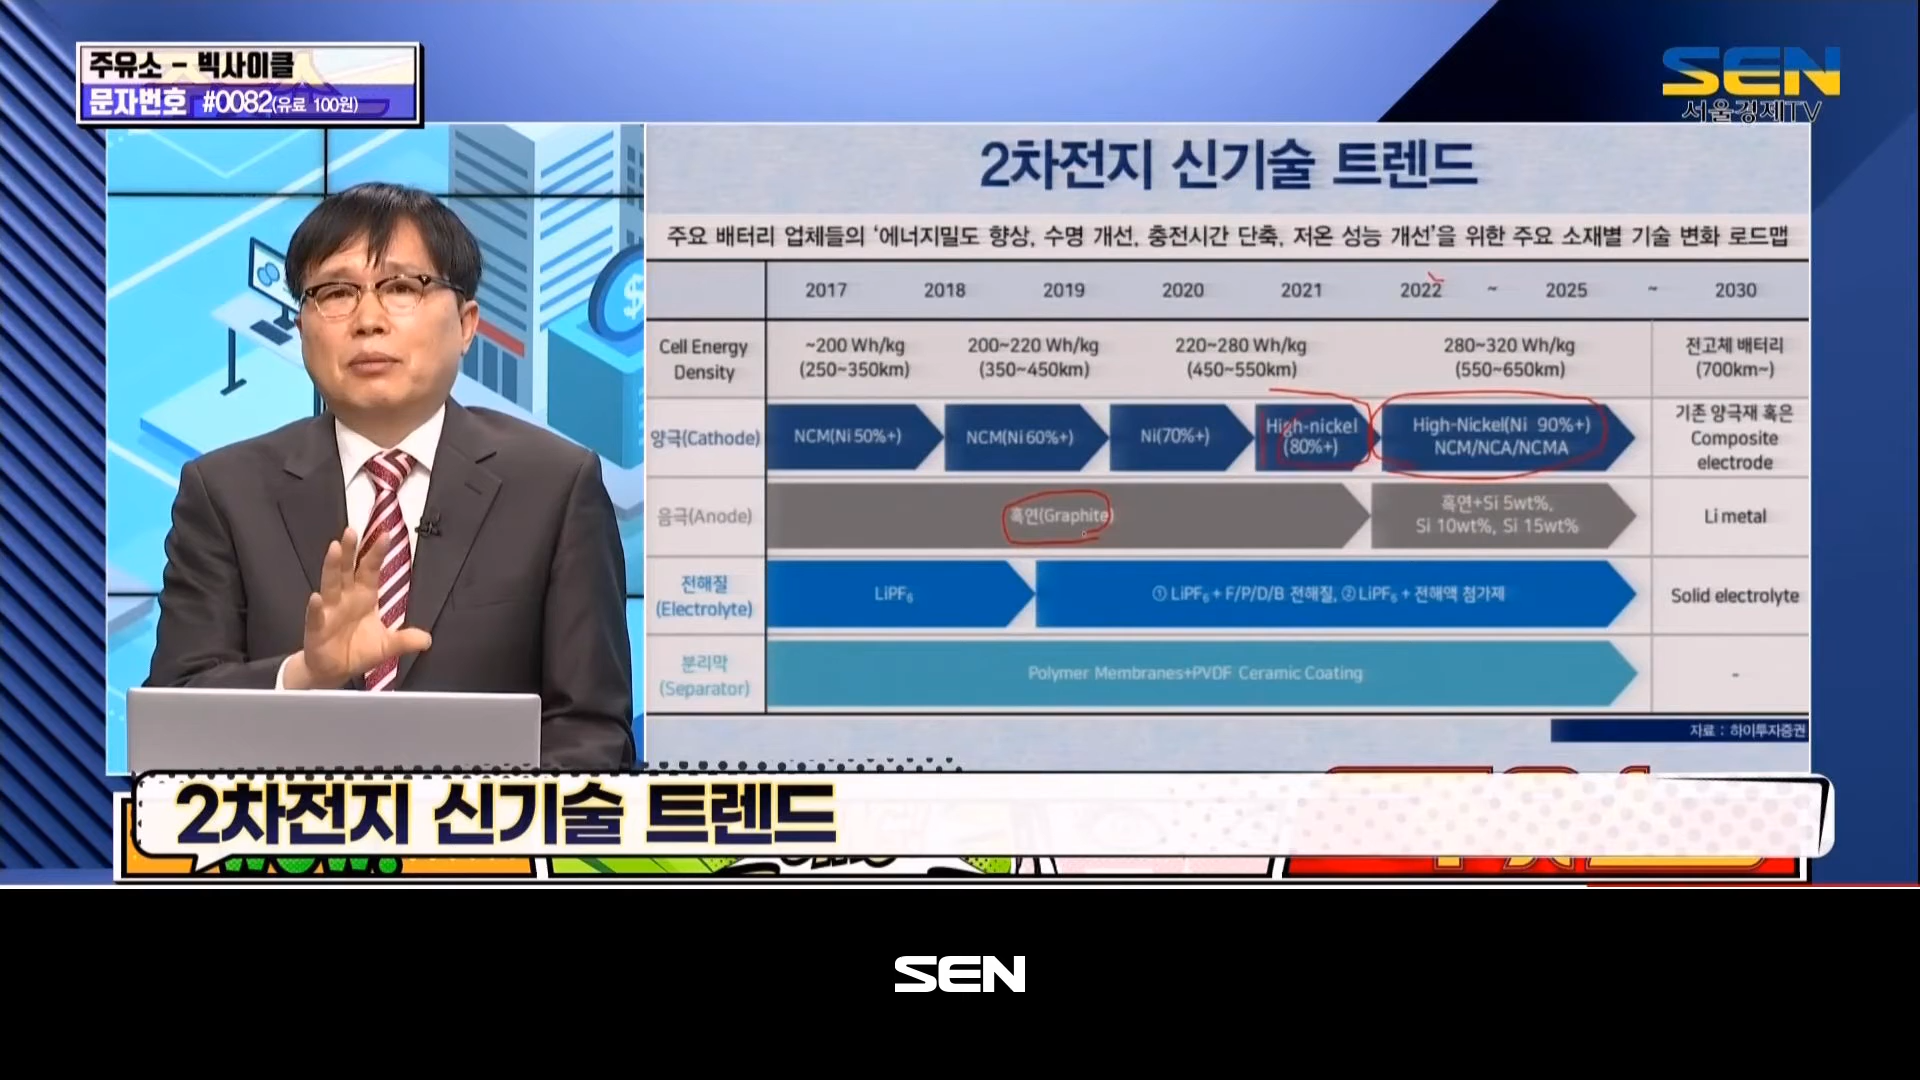 주유소 - 빅사이클
문자번호 #0082(유료 100원)
SEN
서울경제TV
2차전지 신기술 트렌드
주요 배터리 업체들의 ‘에너지밀도 향상, 수명 개선, 충전시간 단축, 저온 성능 개선’을 위한 주요 소재별 기술 변화 로드맵
2017 2018 2019 2020 2021 2022 ~ 2025 ~ 2030
Cell Energy Density
~200 Wh/kg
(250~350km)
200~220 Wh/kg
(350~450km)
220~280 Wh/kg
(450~550km)
280~320 Wh/kg
(550~650km)
전고체 배터리
(700km~)
양극(Cathode)
NCM(Ni 50%+)
NCM(Ni 60%+)
Ni(70%+)
High-nickel
(80%+)
High-Nickel(Ni 90%+)
NCM/NCA/NCMA
기존 양극재 혹은
Composite
electrode
음극(Anode)
흑연(Graphite)
흑연+Si 5wt%,
Si 10wt%, Si 15wt%
Li metal
전해질
(Electrolyte)
LiPF₆
① LiPF₆ + F/P/D/B 전해질, ② LiPF₆ + 전해액 첨가제
Solid electrolyte
분리막
(Separator)
Polymer Membranes+PVDF Ceramic Coating
-
자료 : 하이투자증권
2차전지 신기술 트렌드
SEN